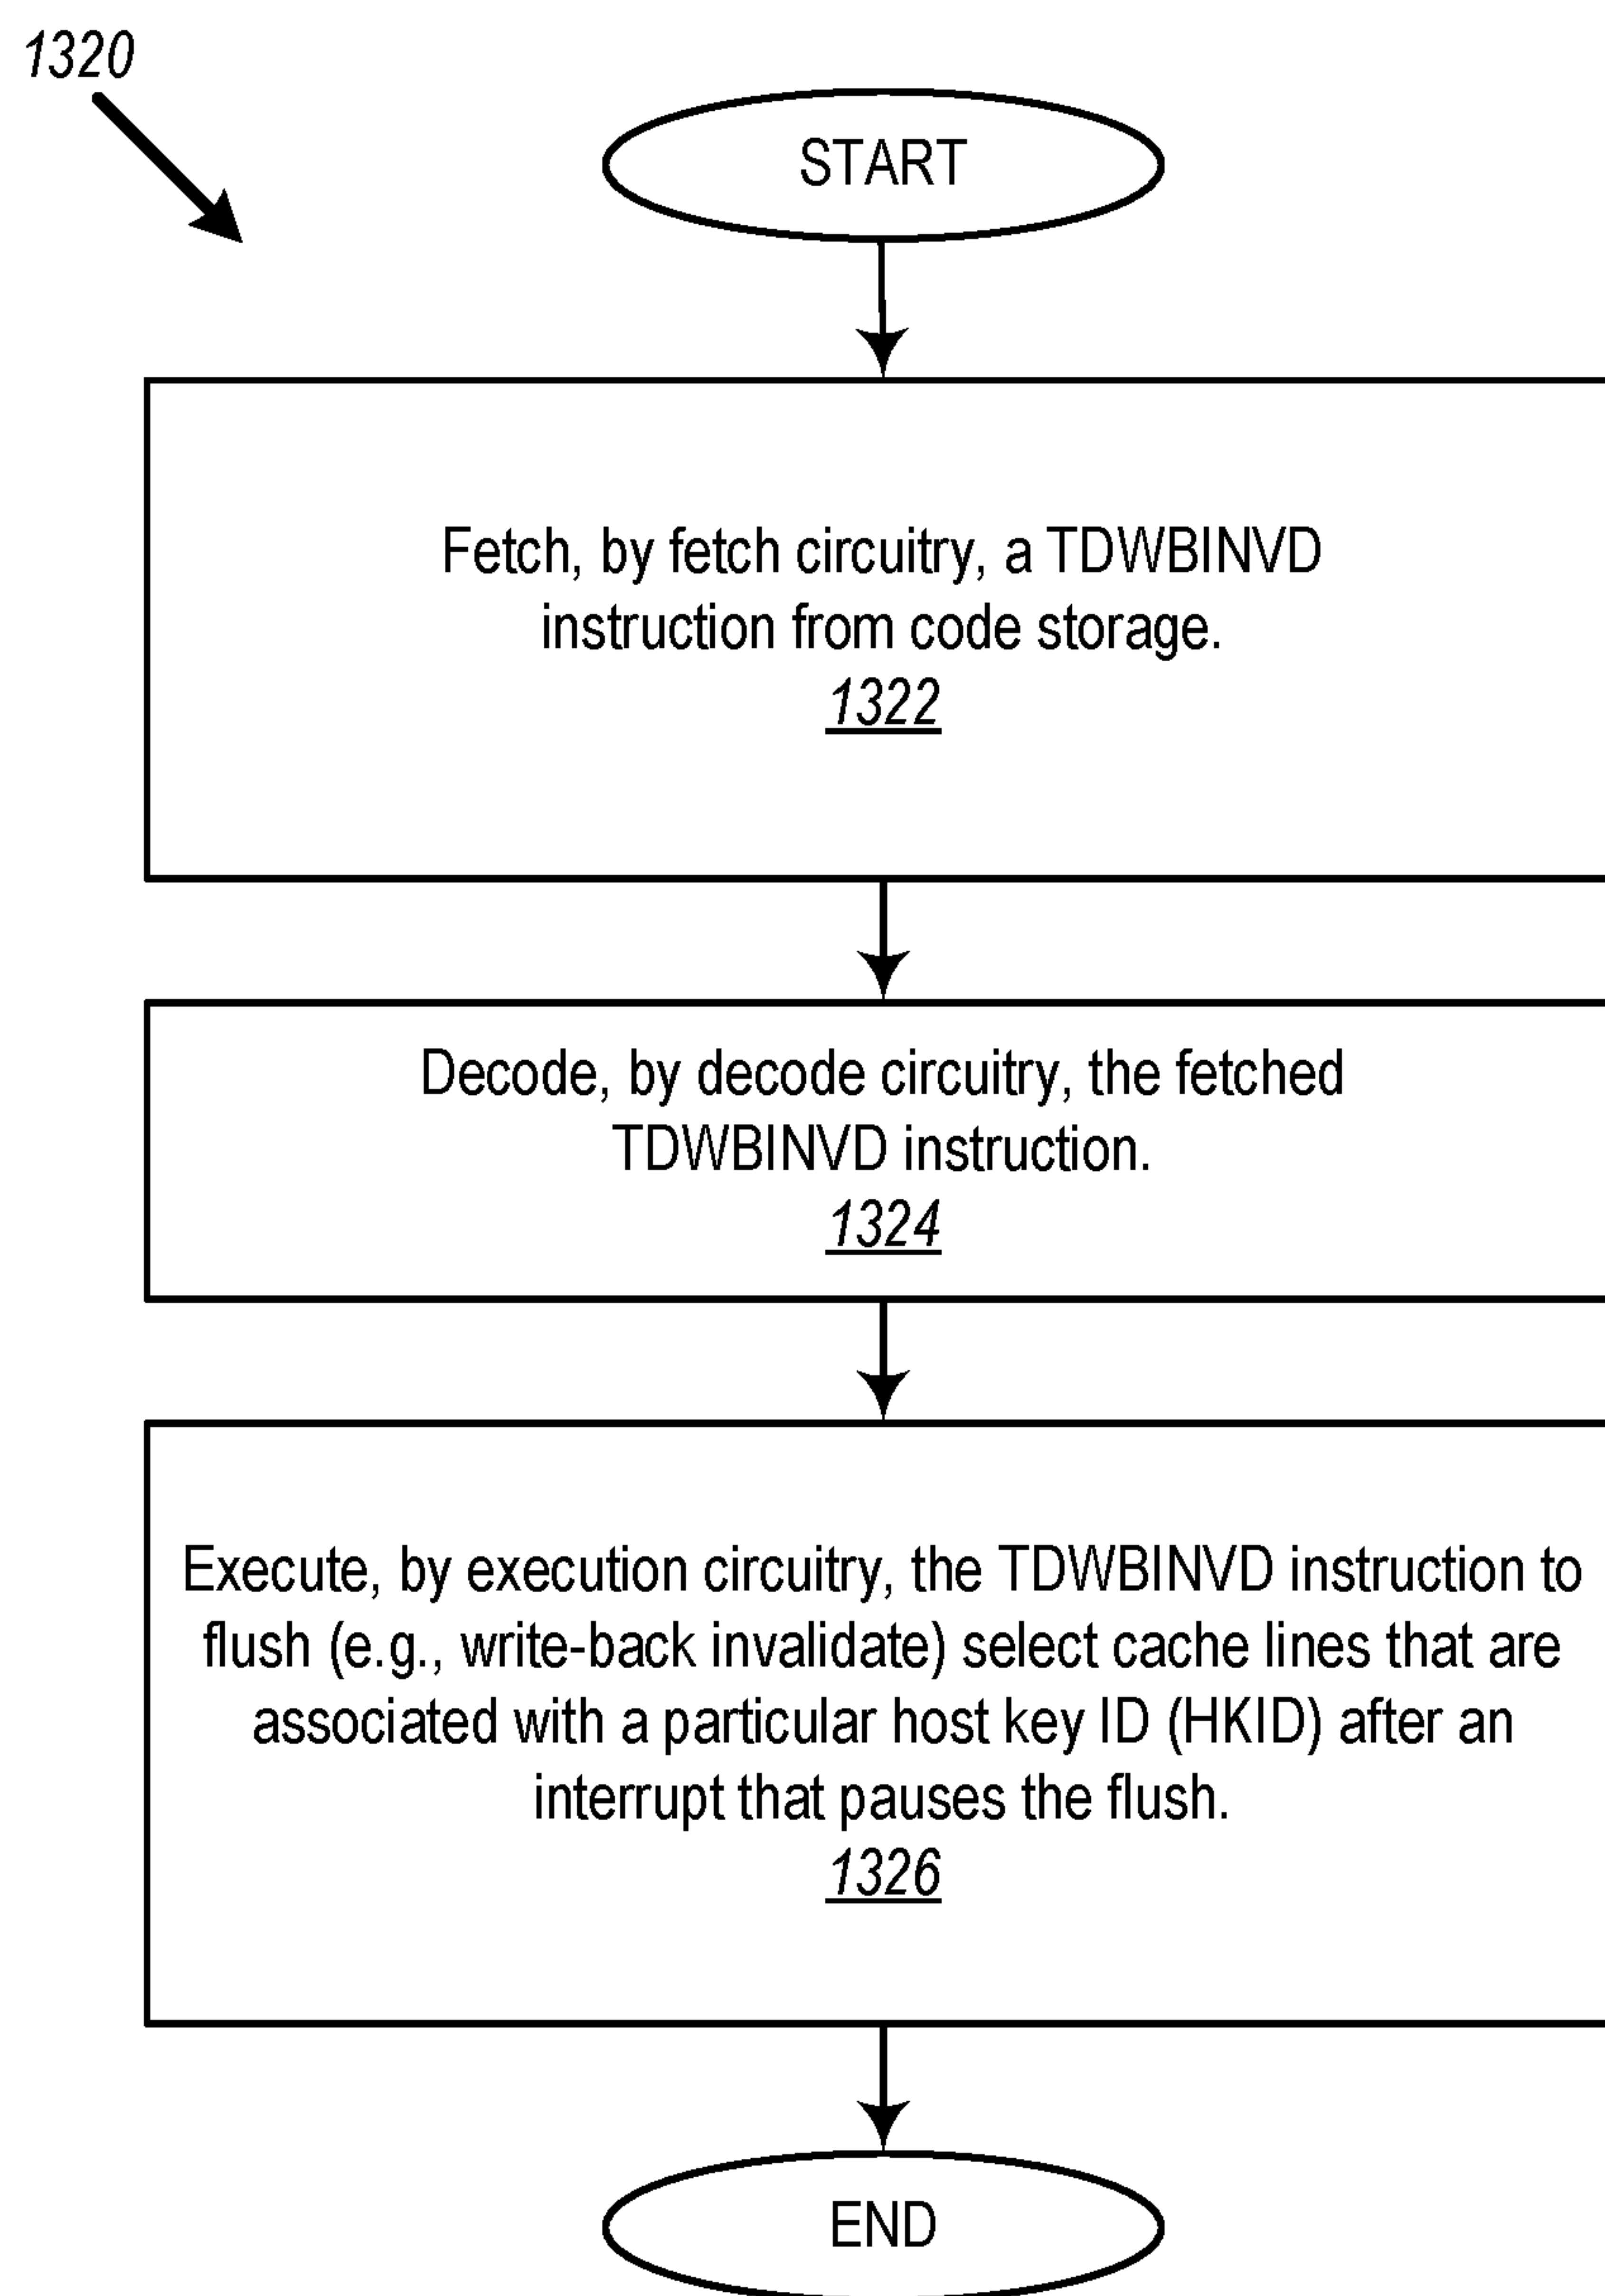 1320
START
Fetch, by fetch circuitry, a TDWBINVD
instruction from code storage.
1322
Decode, by decode circuitry, the fetched
TDWBINVD instruction.
1324
Execute, by execution circuitry, the TDWBINVD instruction to
flush (e.g., write-back invalidate) select cache lines that are
associated with a particular host key ID (HKID) after an
interrupt that pauses the flush.
1326
END